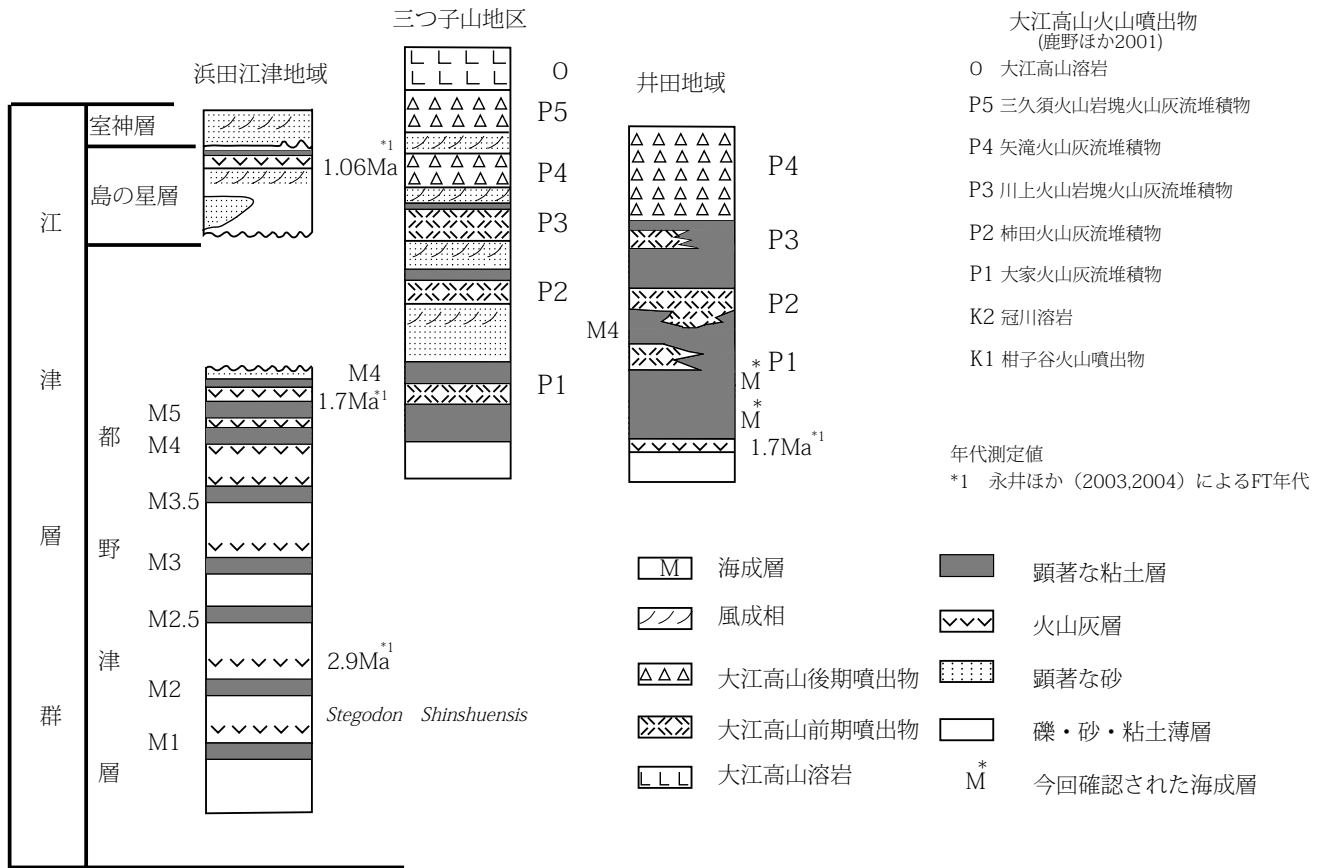 三つ子山地区
浜田江津地域
井田地域
大江高山火山噴出物
(鹿野ほか2001)
O 大江高山溶岩
P5 三久須火山岩塊火山灰流堆積物
P4 矢滝火山灰流堆積物
P3 川上火山岩塊火山灰流堆積物
P2 柿田火山灰流堆積物
P1 大家火山灰流堆積物
K2 冠川溶岩
K1 柑子谷火山噴出物
江津層群
室神層
島の星層
都野津層
1.06Ma*1
M5
M4
M3.5
M3
M2.5
M2
M1
1.7Ma*1
2.9Ma*1
Stegodon Shinshuensis
O
P5
P4
P3
P2
M4
P1
P4
P3
P2
M4
P1
M*
M*
1.7Ma*1
年代測定値
*1 永井ほか（2003,2004）によるFT年代
M 海成層
風成相
大江高山後期噴出物
大江高山前期噴出物
大江高山溶岩
顕著な粘土層
火山灰層
顕著な砂
礫・砂・粘土薄層
M* 今回確認された海成層